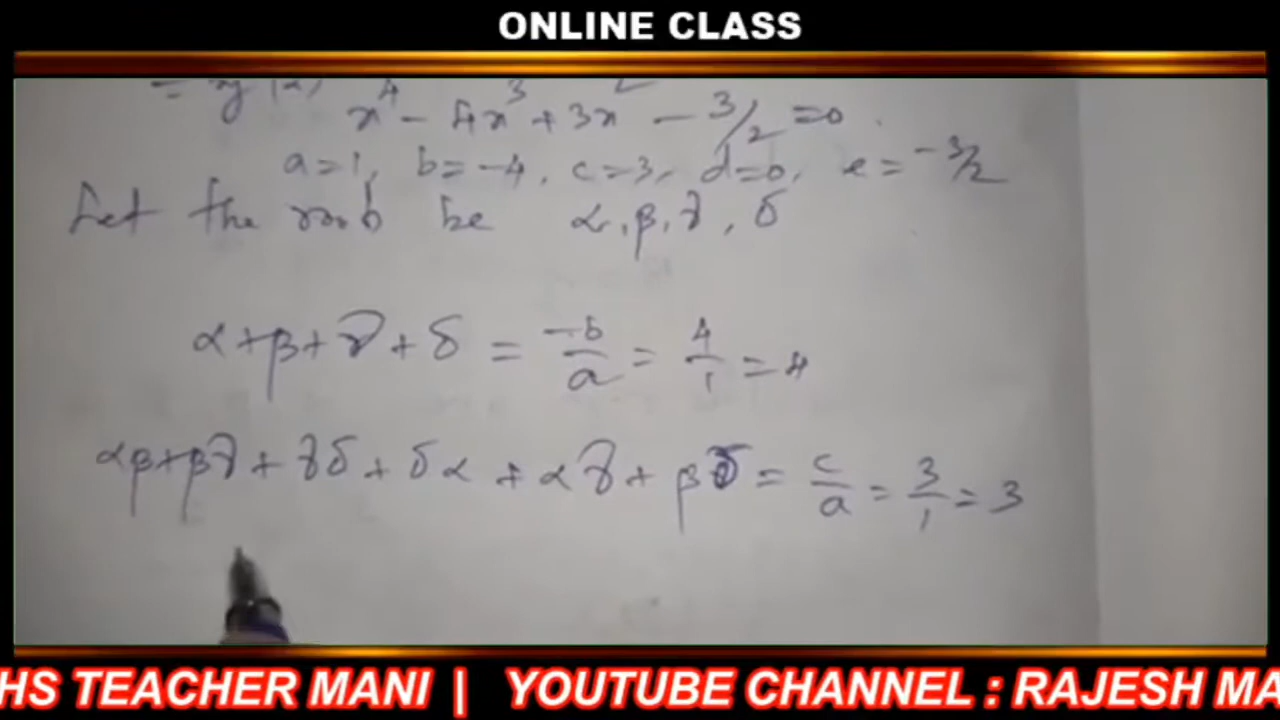 ONLINE CLASS
x⁴ - 4x³ + 3x² - 3/2 = 0.
a=1, b=-4, c=3, d=0, e=-3/2
Let the roots be α, β, γ, δ
α+β+γ+δ = -b/a = 4/1 = 4
αβ+βγ+γδ+δα+αγ+βδ = c/a = 3/1 = 3
HS TEACHER MANI | YOUTUBE CHANNEL : RAJESH MA